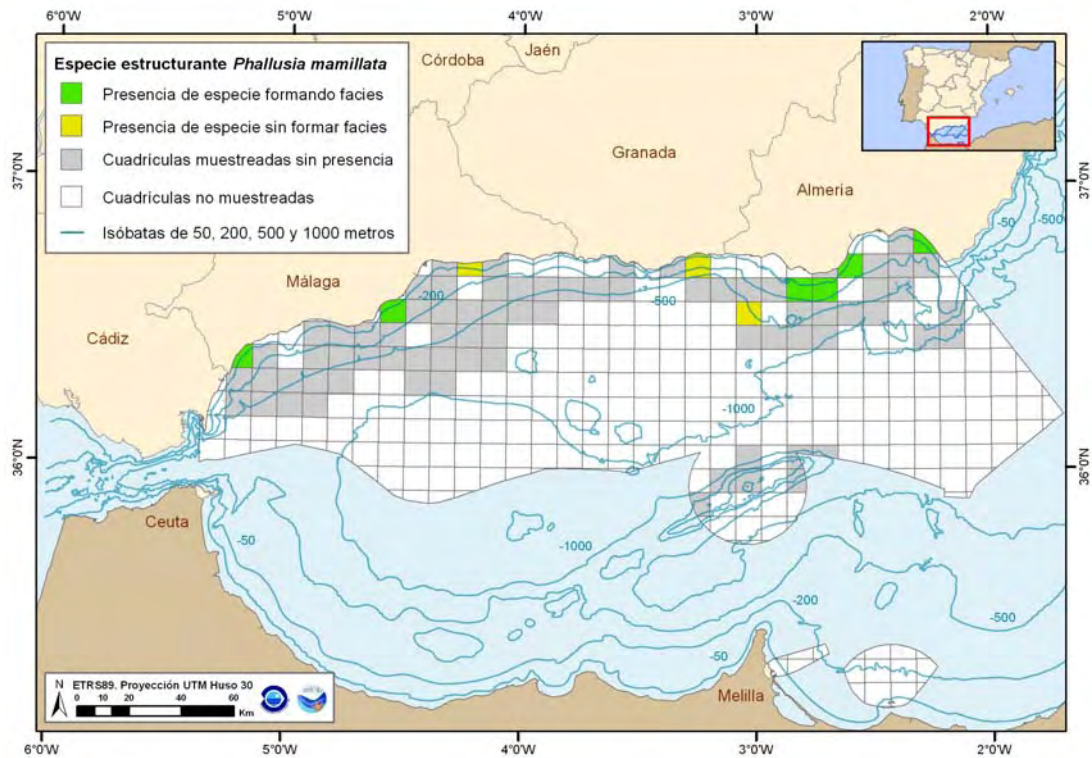 6°0'W 5°0'W 4°0'W 3°0'W 2°0'W
Especie estructurante Phallusia mamillata
Presencia de especie formando facies
Presencia de especie sin formar facies
Cuadrículas muestreadas sin presencia
Cuadrículas no muestreadas
Isóbatas de 50, 200, 500 y 1000 metros
Jaén
Córdoba
Granada
Almería
Málaga
Cádiz
37°0'N
37°0'N
-50
-500
-200
-500
-1000
36°0'N
36°0'N
Ceuta
-50
-1000
-200
-500
-50
Melilla
N ETRS89. Proyección UTM Huso 30
0 10 20 40 60
Km
6°0'W 5°0'W 4°0'W 3°0'W 2°0'W